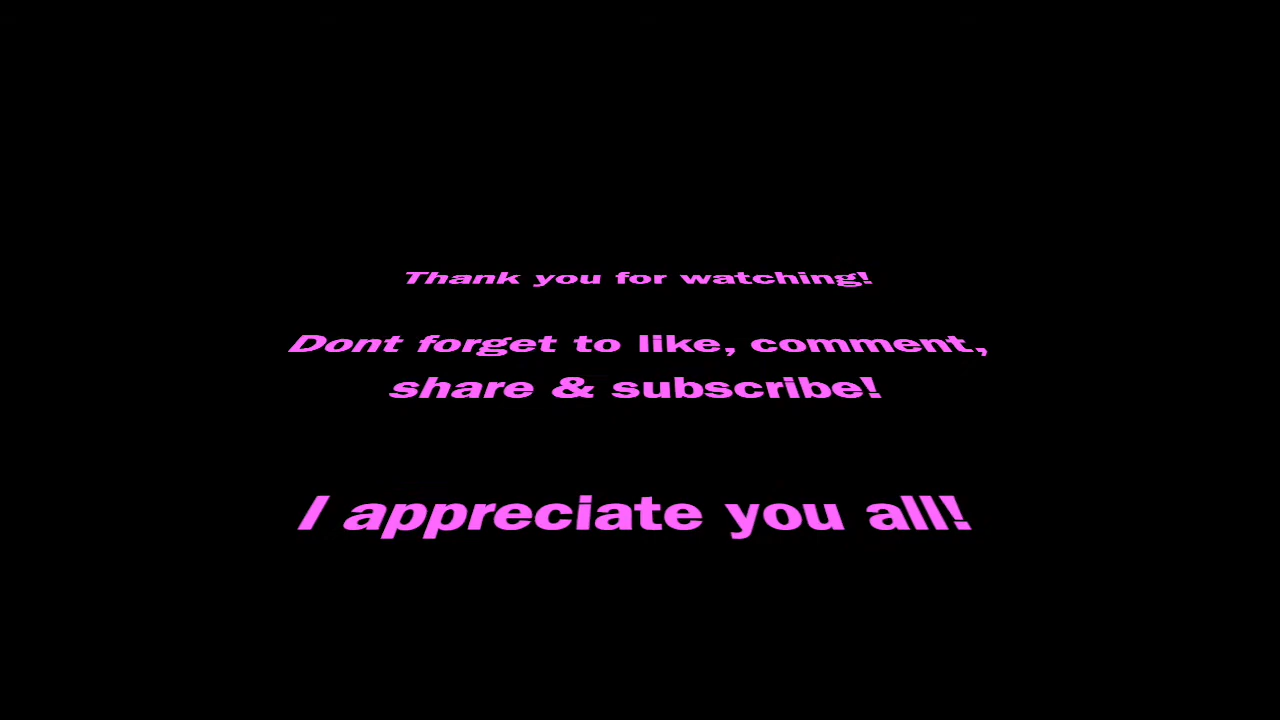 Thank you for watching!
Dont forget to like, comment,
share & subscribe!
I appreciate you all!